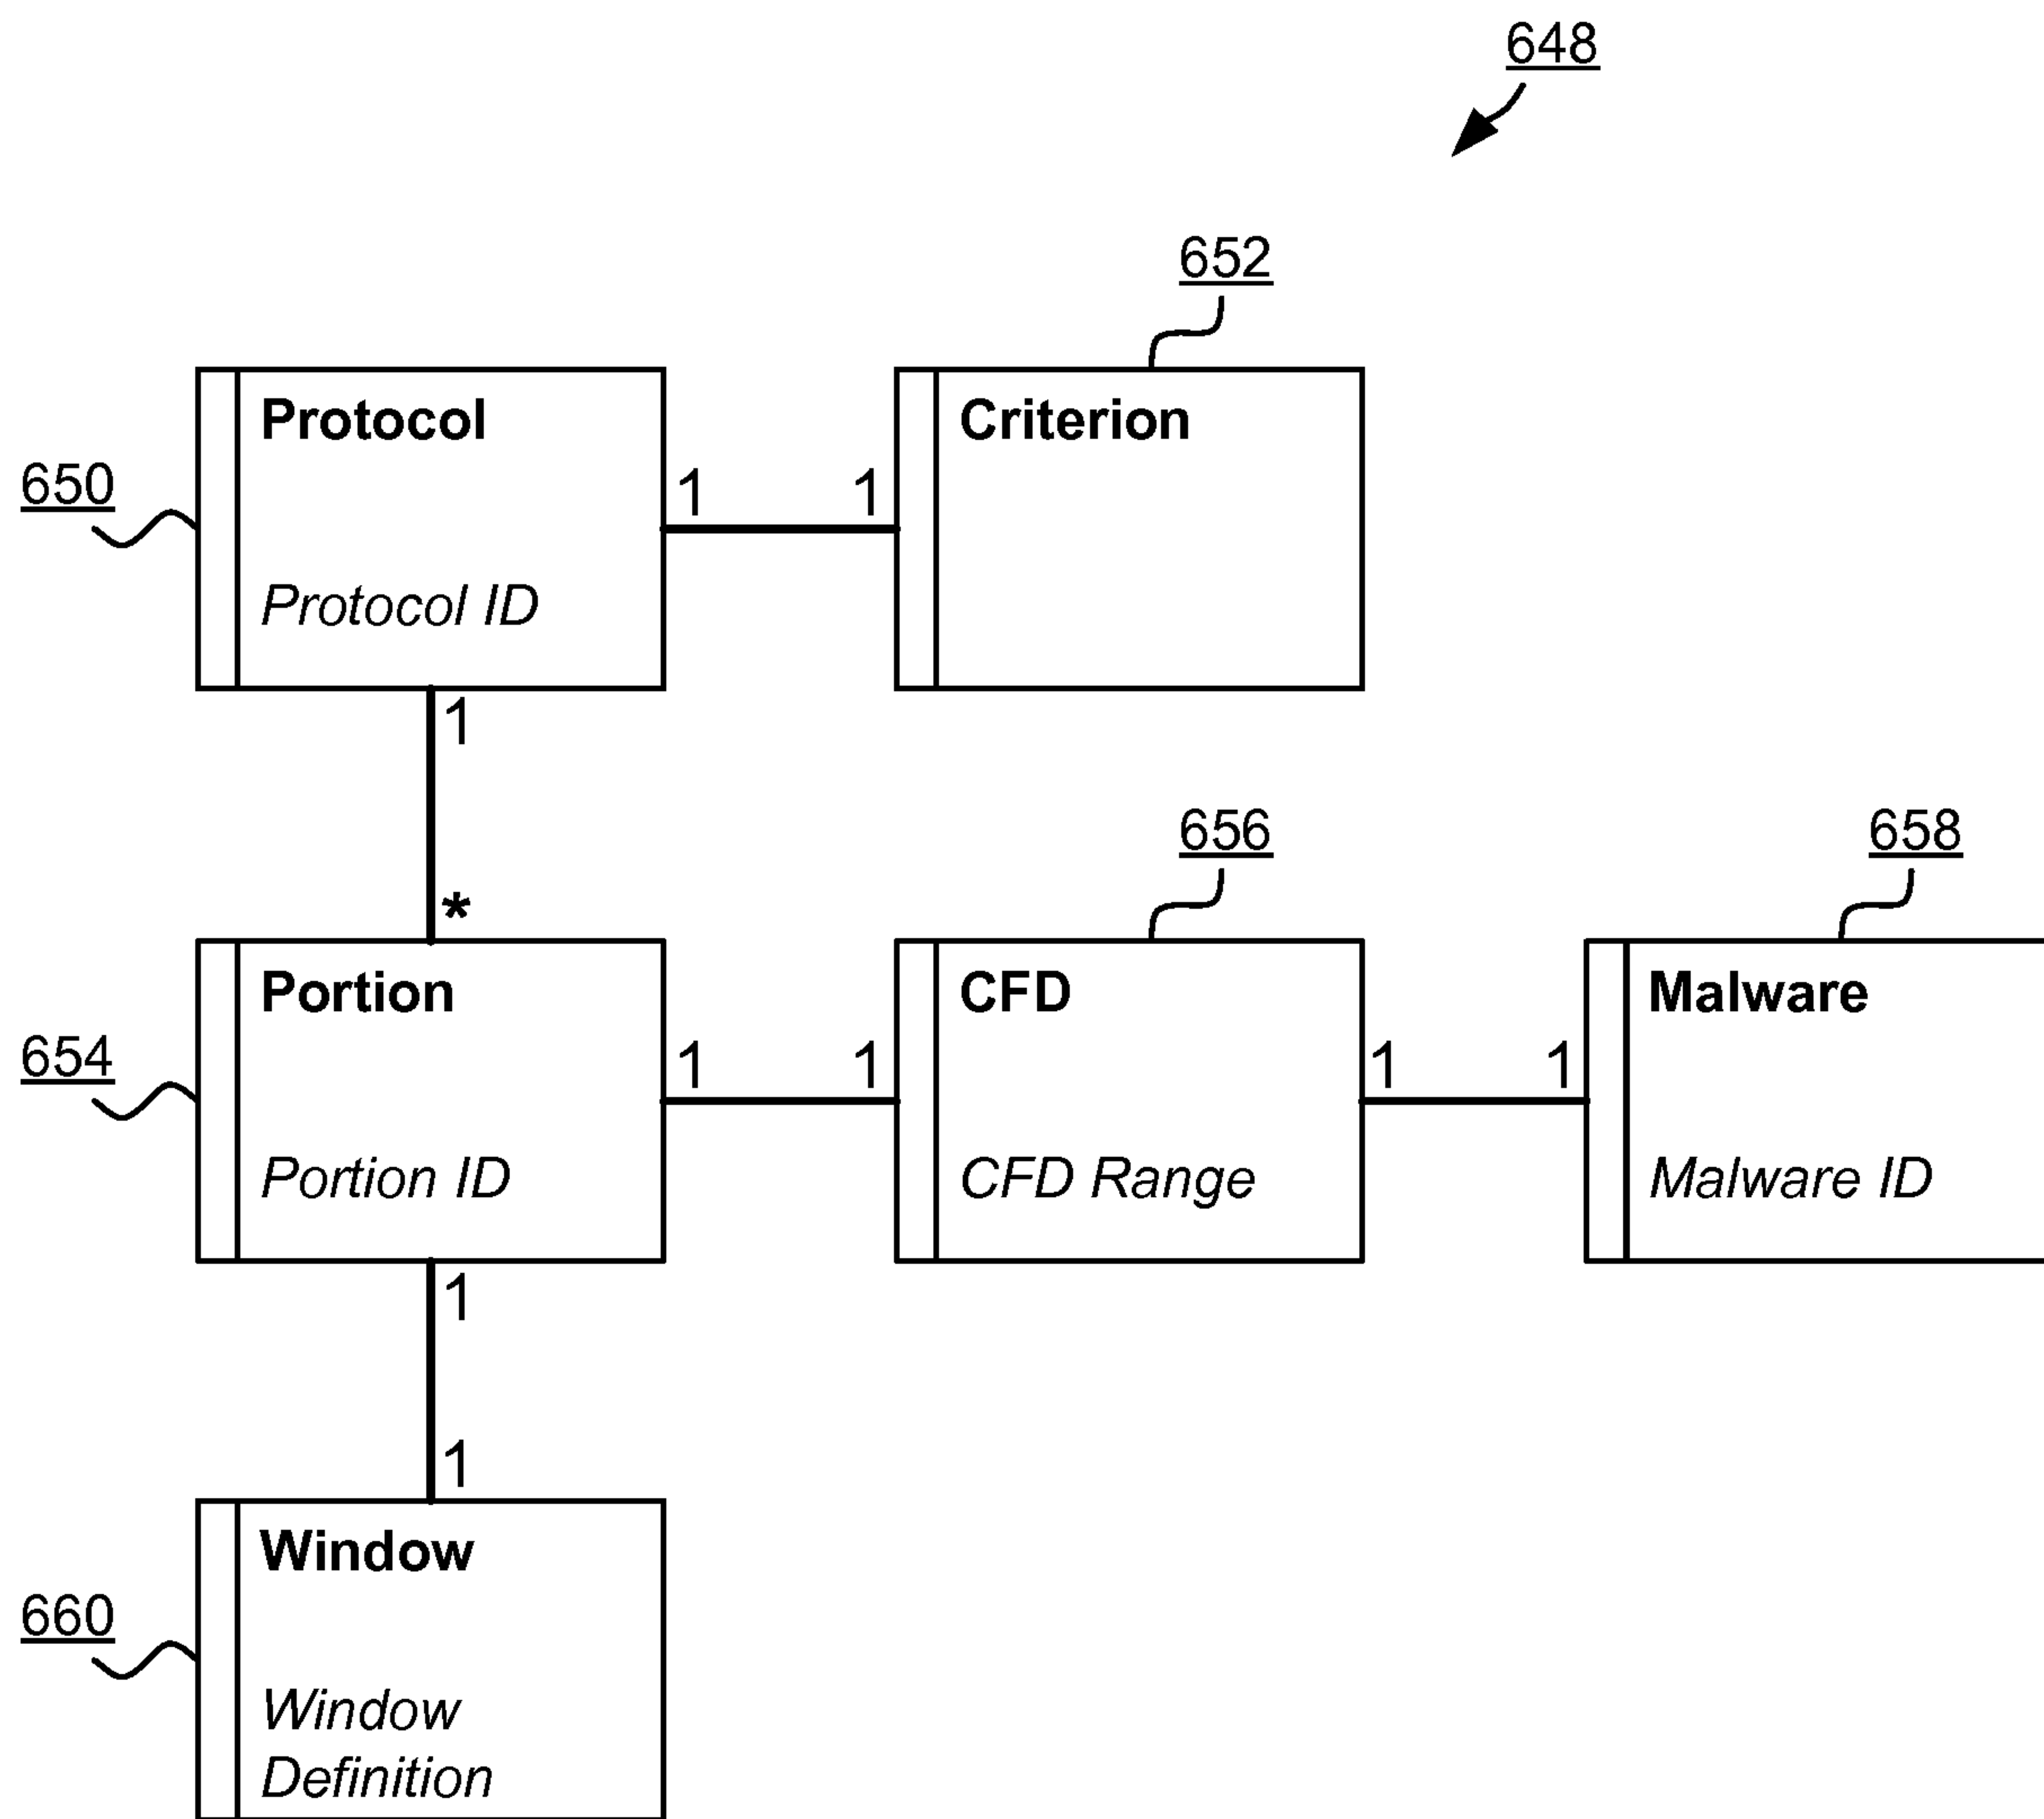 648
652
Protocol
Criterion
650
1
1
Protocol ID
1
656
658
*
Portion
CFD
Malware
654
1
1
1
1
Portion ID
CFD Range
Malware ID
1
1
Window
660
Window
Definition